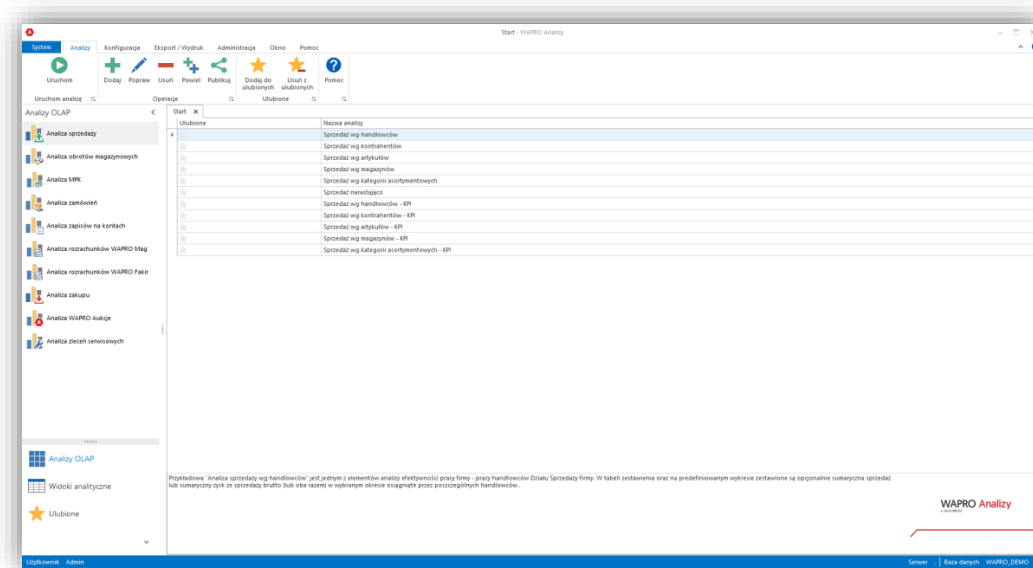 Start - WAPRO Analizy
System Analizy Konfiguracja Eksport / Wydruk Administracja Okno Pomoc
Uruchom Dodaj Popraw Usuń Powiel Publikuj Dodaj do ulubionych Usuń z ulubionych Pomoc
Uruchom analizę Operacje Ulubione
Analizy OLAP
Start
Ulubione Nazwa analizy
Analiza sprzedaży
Analiza obrotów magazynowych
Analiza MPK
Analiza zamówień
Analiza zapisów na kontach
Analiza rozrachunków WAPRO Mag
Analiza rozrachunków WAPRO Fakir
Analiza zakupu
Analiza WAPRO Aukcje
Analiza zleceń serwisowych
Sprzedaż wg handlowców
Sprzedaż wg kontrahentów
Sprzedaż wg artykułów
Sprzedaż wg magazynów
Sprzedaż wg kategorii asortymentowych
Sprzedaż narastająco
Sprzedaż wg handlowców - KPI
Sprzedaż wg kontrahentów - KPI
Sprzedaż wg artykułów - KPI
Sprzedaż wg magazynów - KPI
Sprzedaż wg kategorii asortymentowych - KPI
Analizy OLAP
Widoki analityczne
Ulubione
Przykładowa "Analiza sprzedaży wg handlowców" jest jednym z elementów analizy efektywności pracy firmy - pracy handlowców Działu Sprzedaży firmy. W tabeli zestawienia oraz na predefiniowanym wykresie zestawione są opcjonalnie sumaryczna sprzedaż
lub sumaryczny zysk ze sprzedaży brutto (lub oba razem) w wybranym okresie osiągnięte przez poszczególnych handlowców .
WAPRO Analizy
Użytkownik Admin
Serwer . Baza danych WAPRO_DEMO